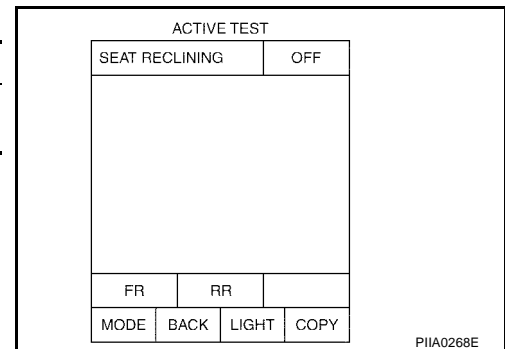 ACTIVE TEST
SEAT RECLINING OFF
FR RR
MODE BACK LIGHT COPY
PIIA0268E